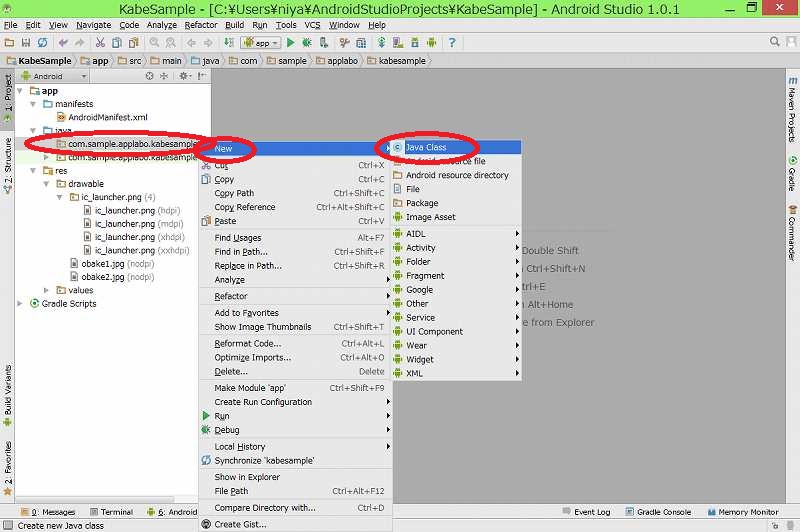 KabeSample - [C:¥Users¥niya¥AndroidStudioProjects¥KabeSample] - Android Studio 1.0.1
File Edit View Navigate Code Analyze Refactor Build Run Tools VCS Window Help
app
KabeSample app src main java com sample applabo kabesample
Android
1: Project
2: Structure
Build Variants
2: Favorites
app
manifests
AndroidManifest.xml
java
com.sample.applabo.kabesample
com.sample.applabo.kabesample
res
drawable
ic_launcher.png (4)
ic_launcher.png (hdpi)
ic_launcher.png (mdpi)
ic_launcher.png (xhdpi)
ic_launcher.png (xxhdpi)
obake1.jpg (nodpi)
obake2.jpg (nodpi)
values
Gradle Scripts
New
Cut Ctrl+X
Copy Ctrl+C
Copy Path Ctrl+Shift+C
Copy Reference Ctrl+Alt+Shift+C
Paste Ctrl+V
Find Usages Alt+F7
Find in Path... Ctrl+Shift+F
Replace in Path... Ctrl+Shift+R
Analyze
Refactor
Add to Favorites
Show Image Thumbnails Ctrl+Shift+T
Reformat Code... Ctrl+Alt+L
Optimize Imports... Ctrl+Alt+O
Delete... Delete
Make Module 'app' Ctrl+Shift+F9
Create Run Configuration
Run
Debug
Local History
Synchronize 'kabesample'
Show in Explorer
File Path Ctrl+Alt+F12
Compare Directory With... Ctrl+D
Create Gist...
Java Class
Android resource file
Android resource directory
File
Package
Image Asset
AIDL
Activity
Folder
Fragment
Google
Other
Service
UI Component
Wear
Widget
XML
Double Shift
Ctrl+Shift+N
Ctrl+E
Alt+Home
e from Explorer
Maven Projects
Gradle
Commander
0: Messages Terminal 6: Android Event Log Gradle Console Memory Monitor
Create new Java class